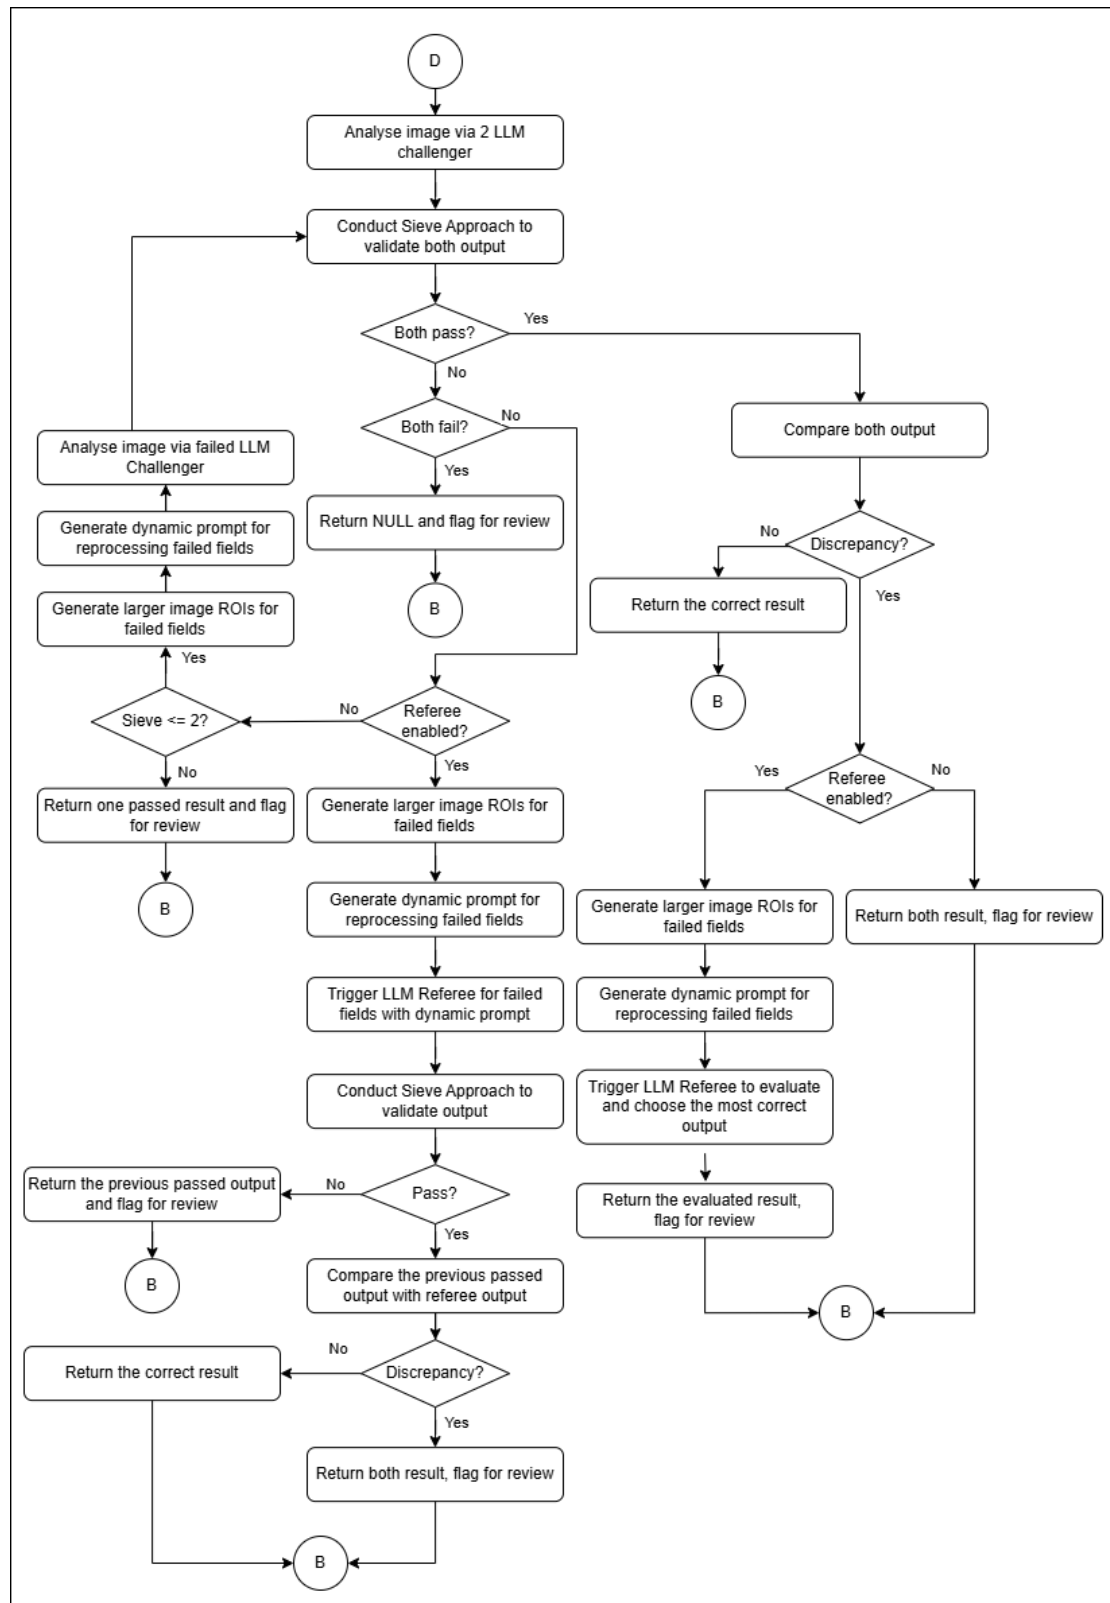 D
Analyse image via 2 LLM
challenger
Conduct Sieve Approach to
validate both output
Both pass?
Yes
No
Both fail?
No
Yes
Return NULL and flag for review
B
Compare both output
Discrepancy?
No
Yes
Return the correct result
B
Analyse image via failed LLM
Challenger
Generate dynamic prompt for
reprocessing failed fields
Generate larger image ROIs for
failed fields
Yes
Sieve <= 2?
No
No
Return one passed result and flag
for review
B
Referee
enabled?
Yes
Generate larger image ROIs for
failed fields
Generate dynamic prompt for
reprocessing failed fields
Trigger LLM Referee for failed
fields with dynamic prompt
Conduct Sieve Approach to
validate output
Pass?
No
Return the previous passed output
and flag for review
B
Yes
Compare the previous passed
output with referee output
Discrepancy?
No
Return the correct result
Yes
Return both result, flag for review
B
Referee
enabled?
Yes
No
Generate larger image ROIs for
failed fields
Generate dynamic prompt for
reprocessing failed fields
Trigger LLM Referee to evaluate
and choose the most correct
output
Return the evaluated result,
flag for review
Return both result, flag for review
B